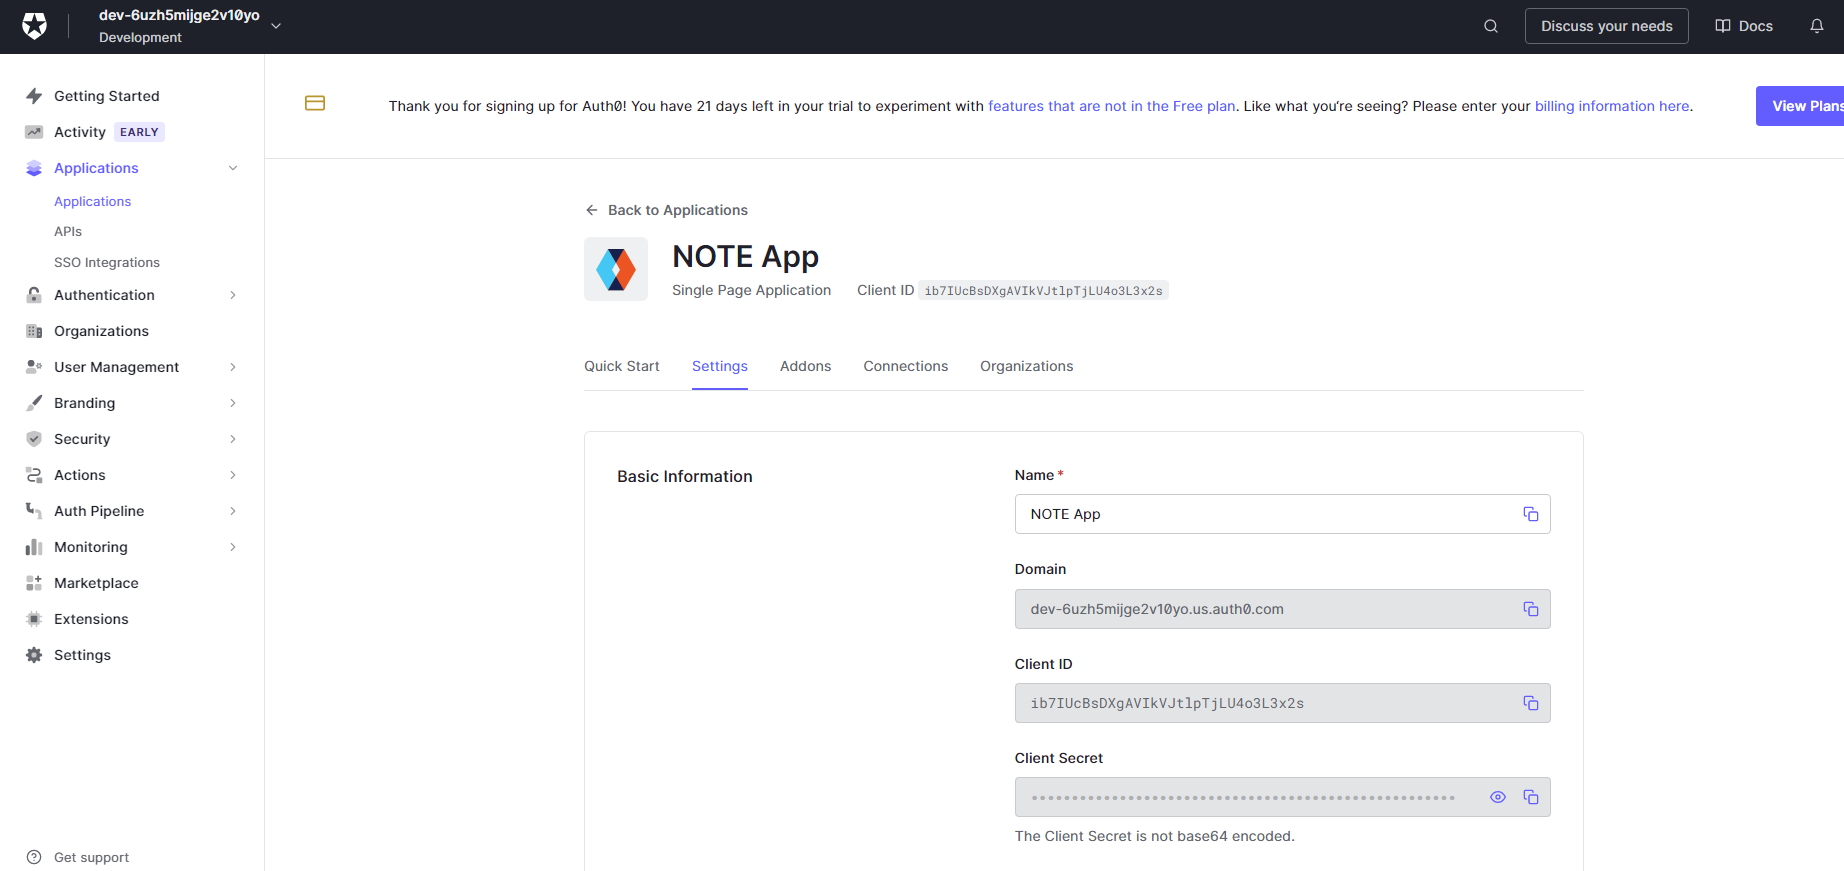 dev-6uzh5mijge2v10yo
Development
Discuss your needs
Docs
Getting Started
Activity EARLY
Applications
Applications
APIs
SSO Integrations
Authentication
Organizations
User Management
Branding
Security
Actions
Auth Pipeline
Monitoring
Marketplace
Extensions
Settings
Get support
Thank you for signing up for Auth0! You have 21 days left in your trial to experiment with features that are not in the Free plan. Like what you're seeing? Please enter your billing information here.
View Plans
Back to Applications
NOTE App
Single Page Application Client ID ib7IUcBsDXgAVIkVJtlpTjLU4o3L3x2s
Quick Start Settings Addons Connections Organizations
Basic Information
Name *
NOTE App
Domain
dev-6uzh5mijge2v10yo.us.auth0.com
Client ID
ib7IUcBsDXgAVIkVJtlpTjLU4o3L3x2s
Client Secret
The Client Secret is not base64 encoded.